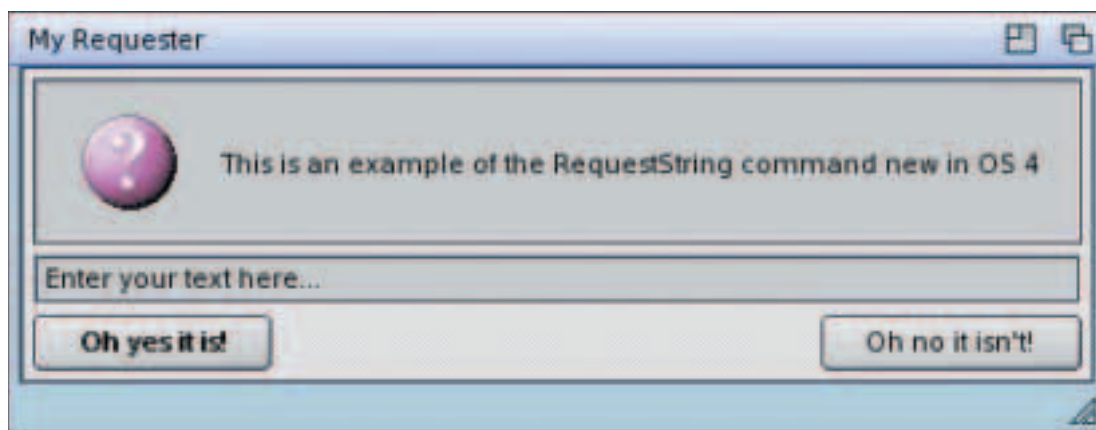 My Requester
This is an example of the RequestString command new in OS 4
Enter your text here...
Oh yes it is!
Oh no it isn't!